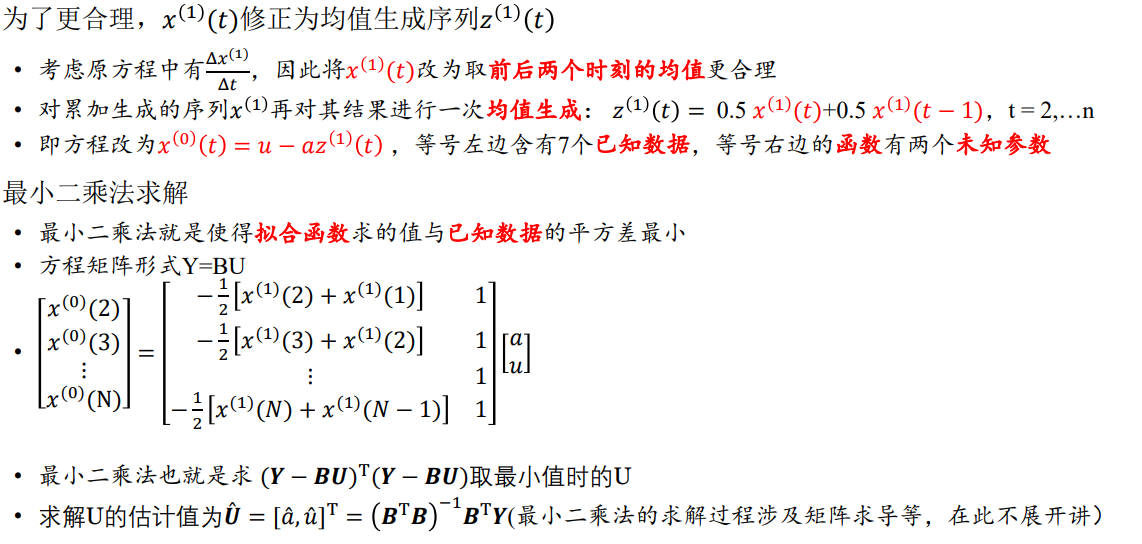 为了更合理，$x^{(1)}(t)$修正为均值生成序列$z^{(1)}(t)$
• 考虑原方程中有$\frac{\Delta x^{(1)}}{\Delta t}$，因此将$x^{(1)}(t)$改为取前后两个时刻的均值更合理
• 对累加生成的序列$x^{(1)}$再对其结果进行一次均值生成：$z^{(1)}(t) = 0.5\,x^{(1)}(t)+0.5\,x^{(1)}(t-1)$，t = 2,…n
• 即方程改为$x^{(0)}(t) = u - az^{(1)}(t)$ ，等号左边含有7个已知数据，等号右边的函数有两个未知参数
最小二乘法求解
• 最小二乘法就是使得拟合函数求的值与已知数据的平方差最小
• 方程矩阵形式Y=BU
• $\begin{bmatrix} x^{(0)}(2) \\ x^{(0)}(3) \\ \vdots \\ x^{(0)}(\mathrm{N}) \end{bmatrix} = \begin{bmatrix} -\frac{1}{2}[x^{(1)}(2)+x^{(1)}(1)] & 1 \\ -\frac{1}{2}[x^{(1)}(3)+x^{(1)}(2)] & 1 \\ \vdots & 1 \\ -\frac{1}{2}[x^{(1)}(N)+x^{(1)}(N-1)] & 1 \end{bmatrix} \begin{bmatrix} a \\ u \end{bmatrix}$
• 最小二乘法也就是求 $(\boldsymbol{Y}-\boldsymbol{BU})^{\mathrm{T}}(\boldsymbol{Y}-\boldsymbol{BU})$取最小值时的U
• 求解U的估计值为$\hat{\boldsymbol{U}} = [\hat{a},\hat{u}]^{\mathrm{T}} = (\boldsymbol{B}^{\mathrm{T}}\boldsymbol{B})^{-1}\boldsymbol{B}^{\mathrm{T}}\boldsymbol{Y}$(最小二乘法的求解过程涉及矩阵求导等，在此不展开讲）